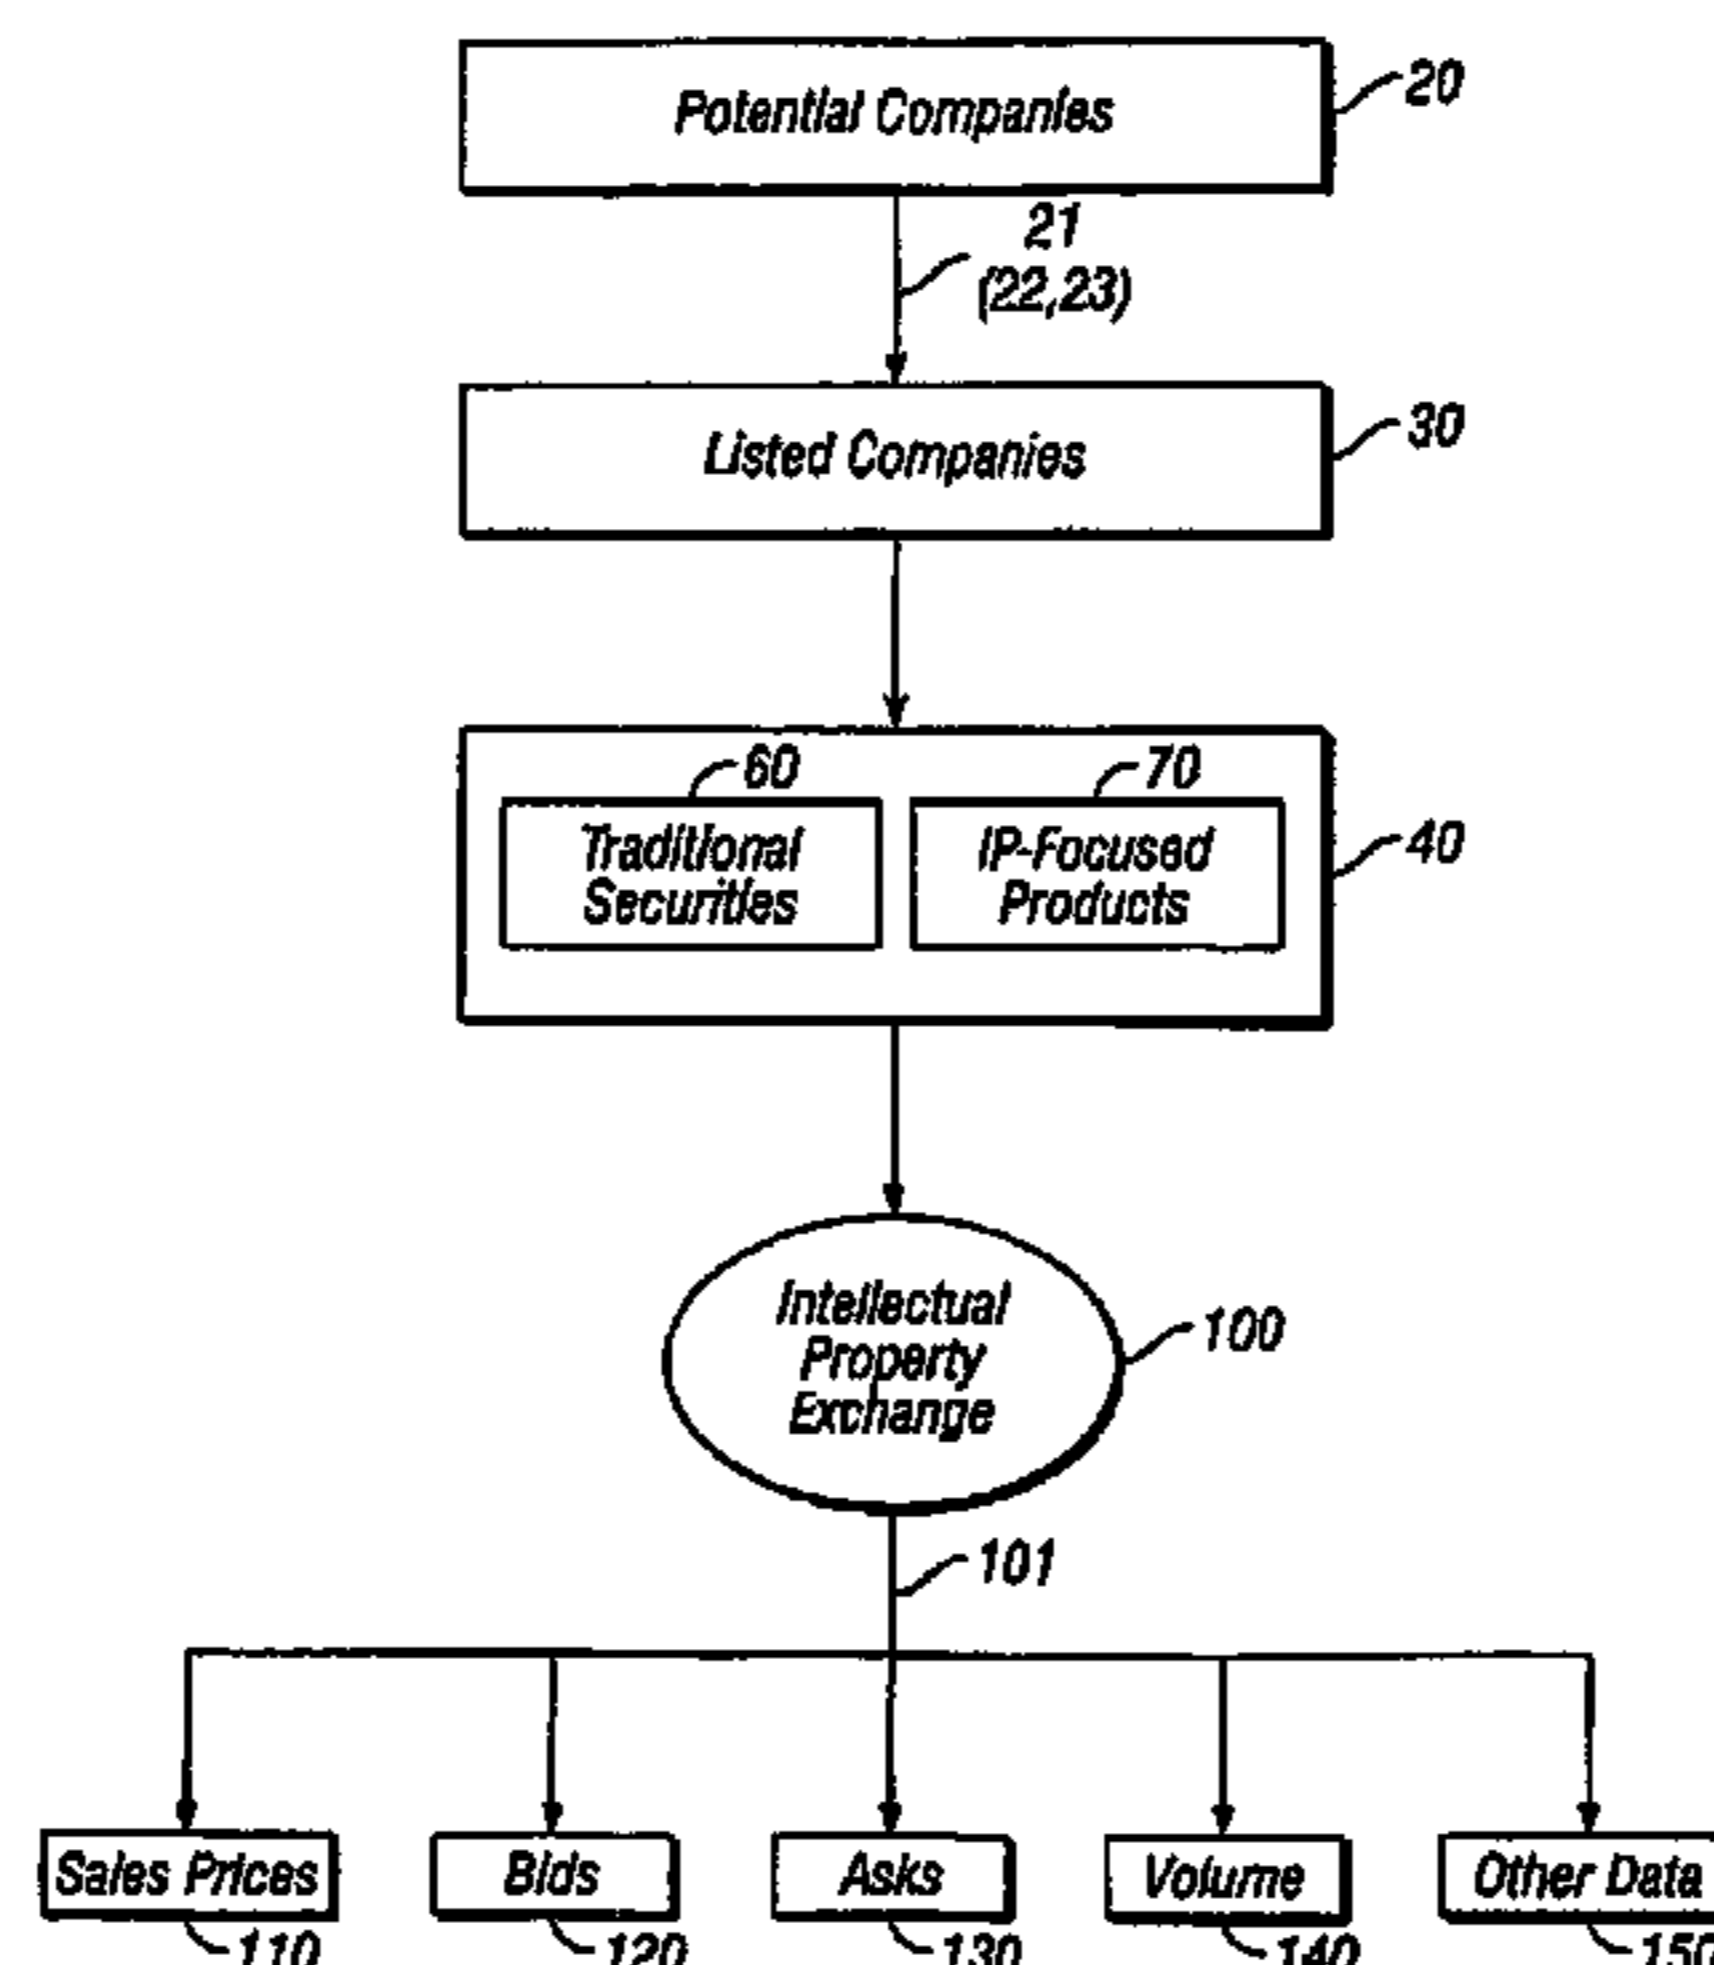 Potential Companies
20
21
(22,23)
Listed Companies
30
60
70
Traditional
Securities
IP-Focused
Products
40
Intellectual
Property
Exchange
100
101
Sales Prices
Bids
Asks
Volume
Other Data
110
120
130
140
150